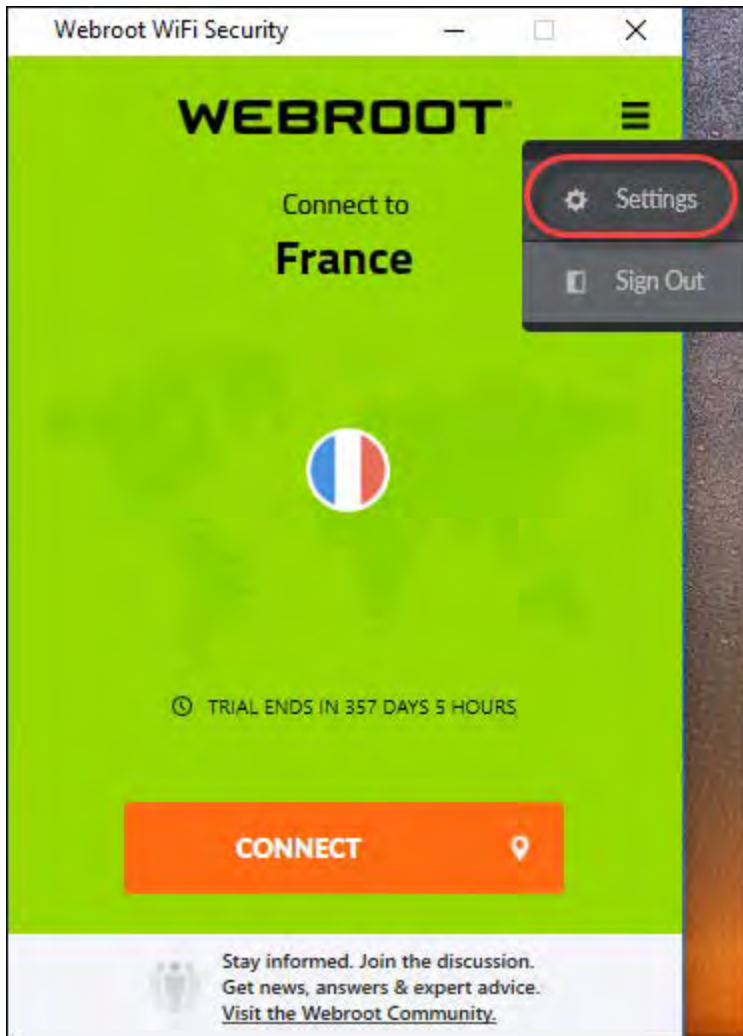 Webroot WiFi Security
WEBROOT
Settings
Sign Out
Connect to
France
TRIAL ENDS IN 357 DAYS 5 HOURS
CONNECT
Stay informed. Join the discussion.
Get news, answers & expert advice.
Visit the Webroot Community.